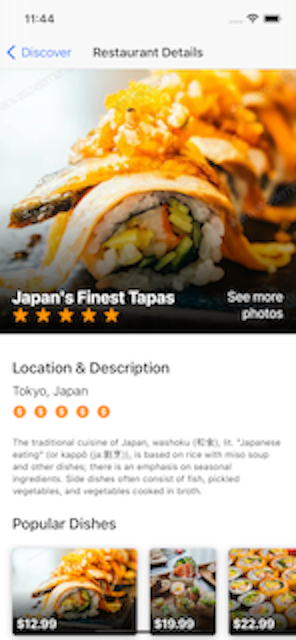 11:44
Discover
Restaurant Details
Japan's Finest Tapas
See more
photos
Location & Description
Tokyo, Japan
$ $ $ $ $
The traditional cuisine of Japan, washoku (和食), lit. "Japanese
eating" (or kappō (ja:割烹)), is based on rice with miso soup
and other dishes; there is an emphasis on seasonal
ingredients. Side dishes often consist of fish, pickled
vegetables, and vegetables cooked in broth.
Popular Dishes
$12.99
$19.99
$22.99